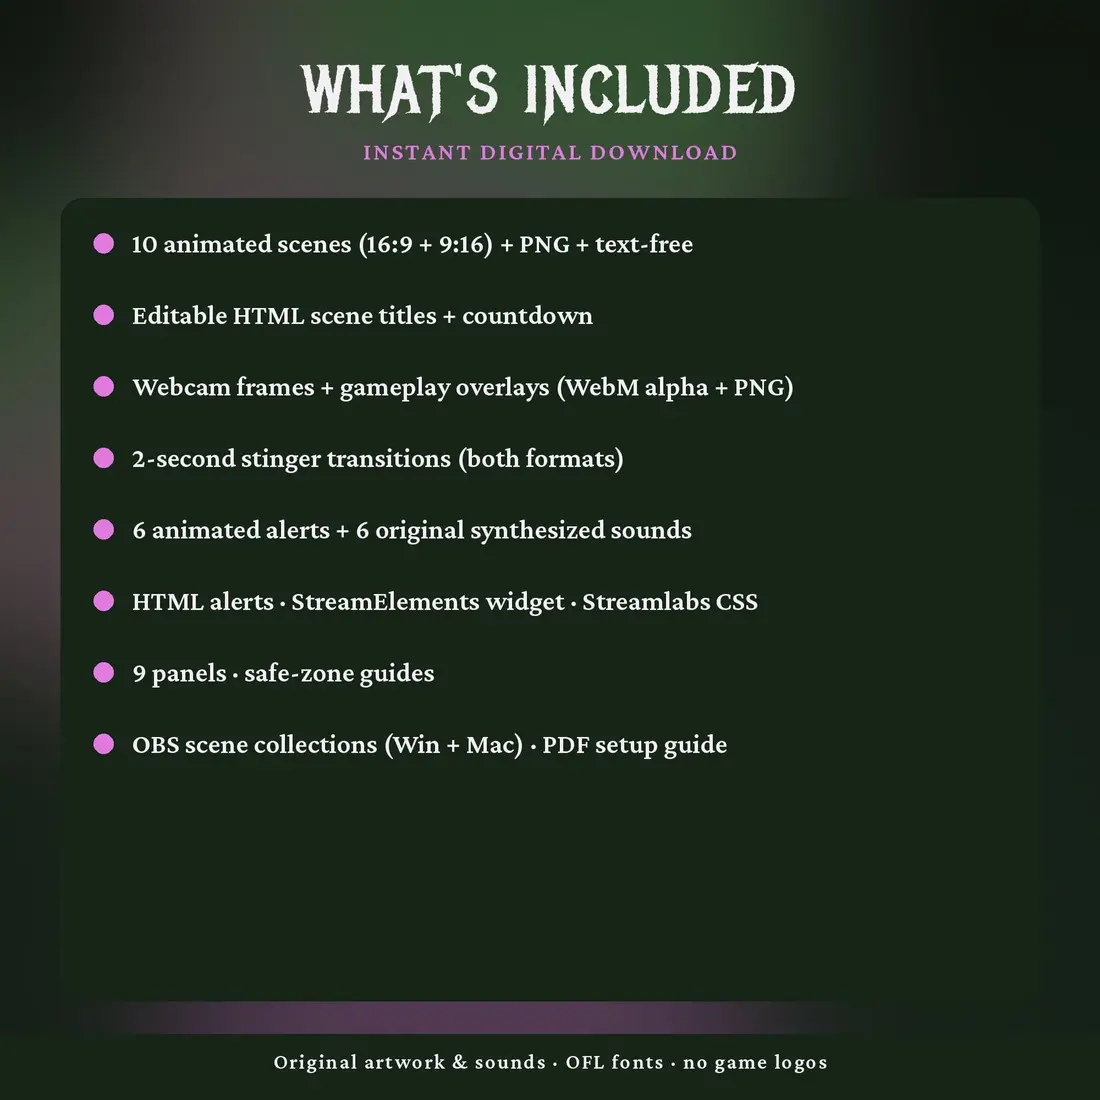 WHAT'S INCLUDED
INSTANT DIGITAL DOWNLOAD
10 animated scenes (16:9 + 9:16) + PNG + text-free
Editable HTML scene titles + countdown
Webcam frames + gameplay overlays (WebM alpha + PNG)
2-second stinger transitions (both formats)
6 animated alerts + 6 original synthesized sounds
HTML alerts · StreamElements widget · Streamlabs CSS
9 panels · safe-zone guides
OBS scene collections (Win + Mac) · PDF setup guide
Original artwork & sounds · OFL fonts · no game logos